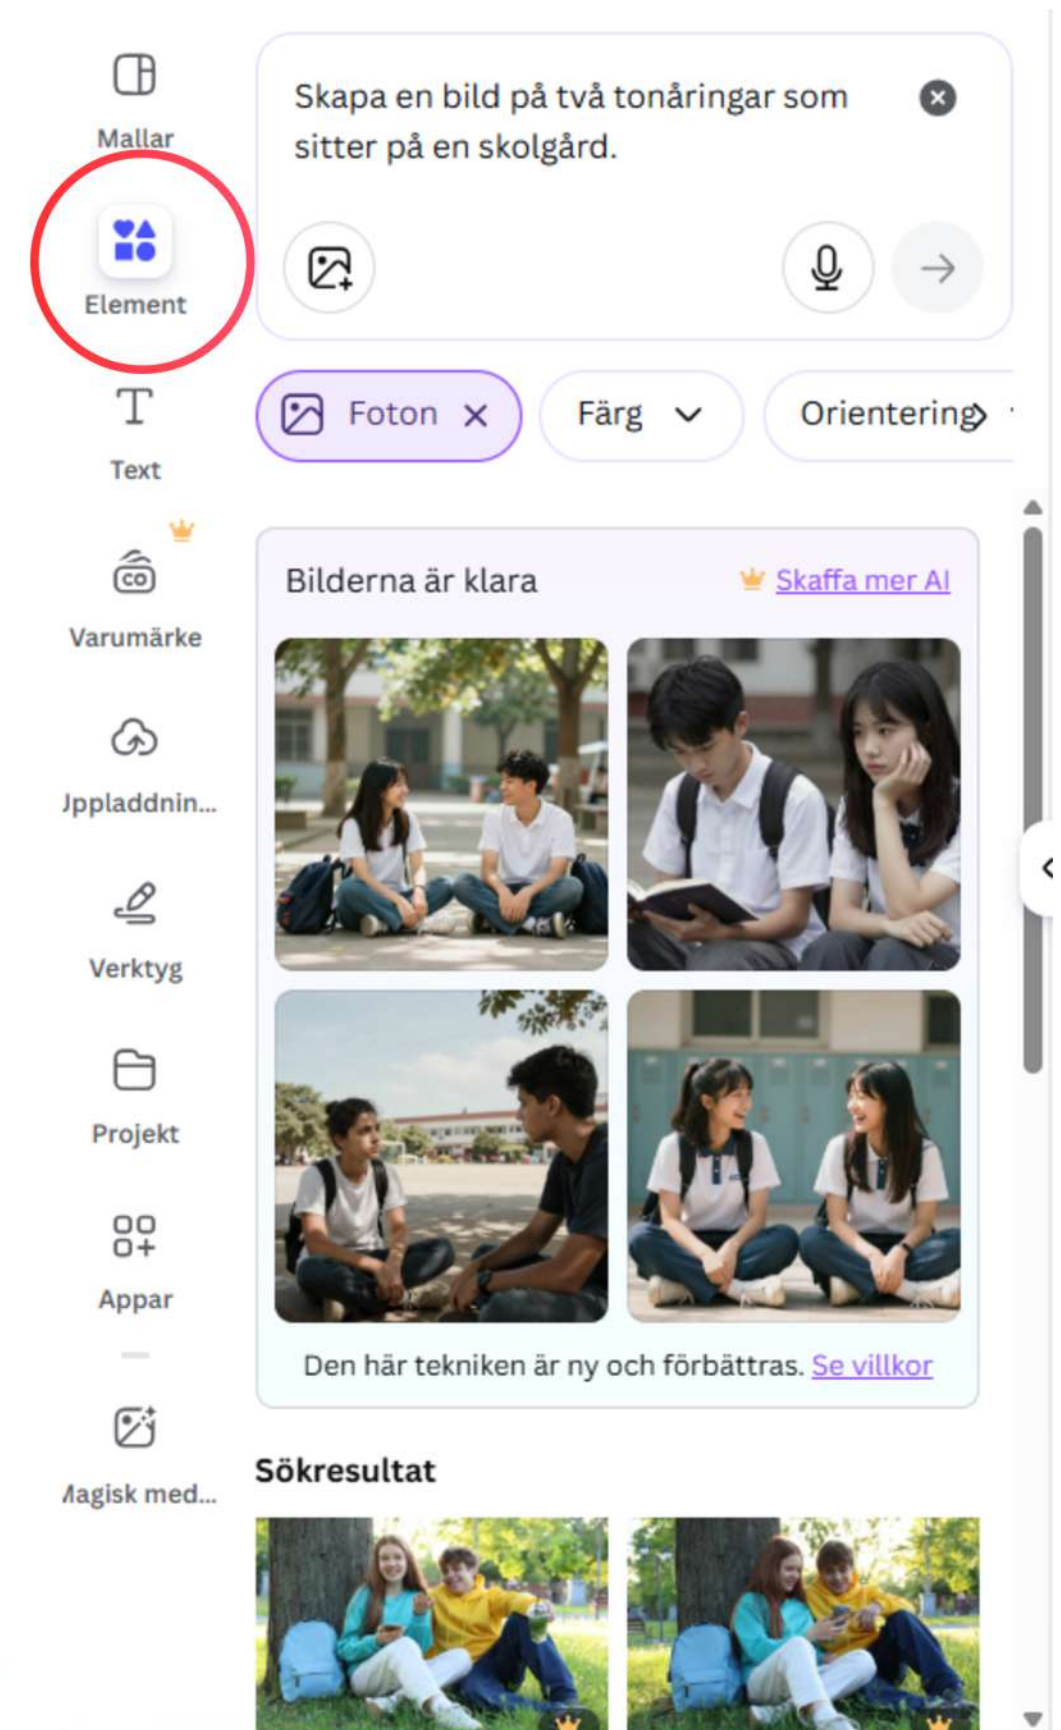 Mallar
Element
Text
Varumärke
Jppladdnin...
Verktyg
Projekt
Appar
Magisk med...
Skapa en bild på två tonåringar som
sitter på en skolgård.
Foton
Färg
Orientering
Bilderna är klara
Skaffa mer AI
Den här tekniken är ny och förbättras. Se villkor
Sökresultat